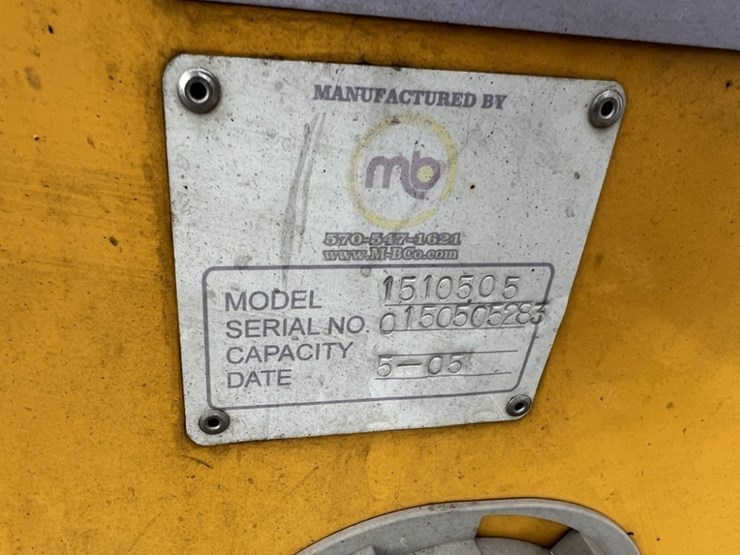 MANUFACTURED BY
mb
570-547-1621
www.M-BCo.com
MODEL 1510505
SERIAL NO. 0150505283
CAPACITY
DATE 5-05